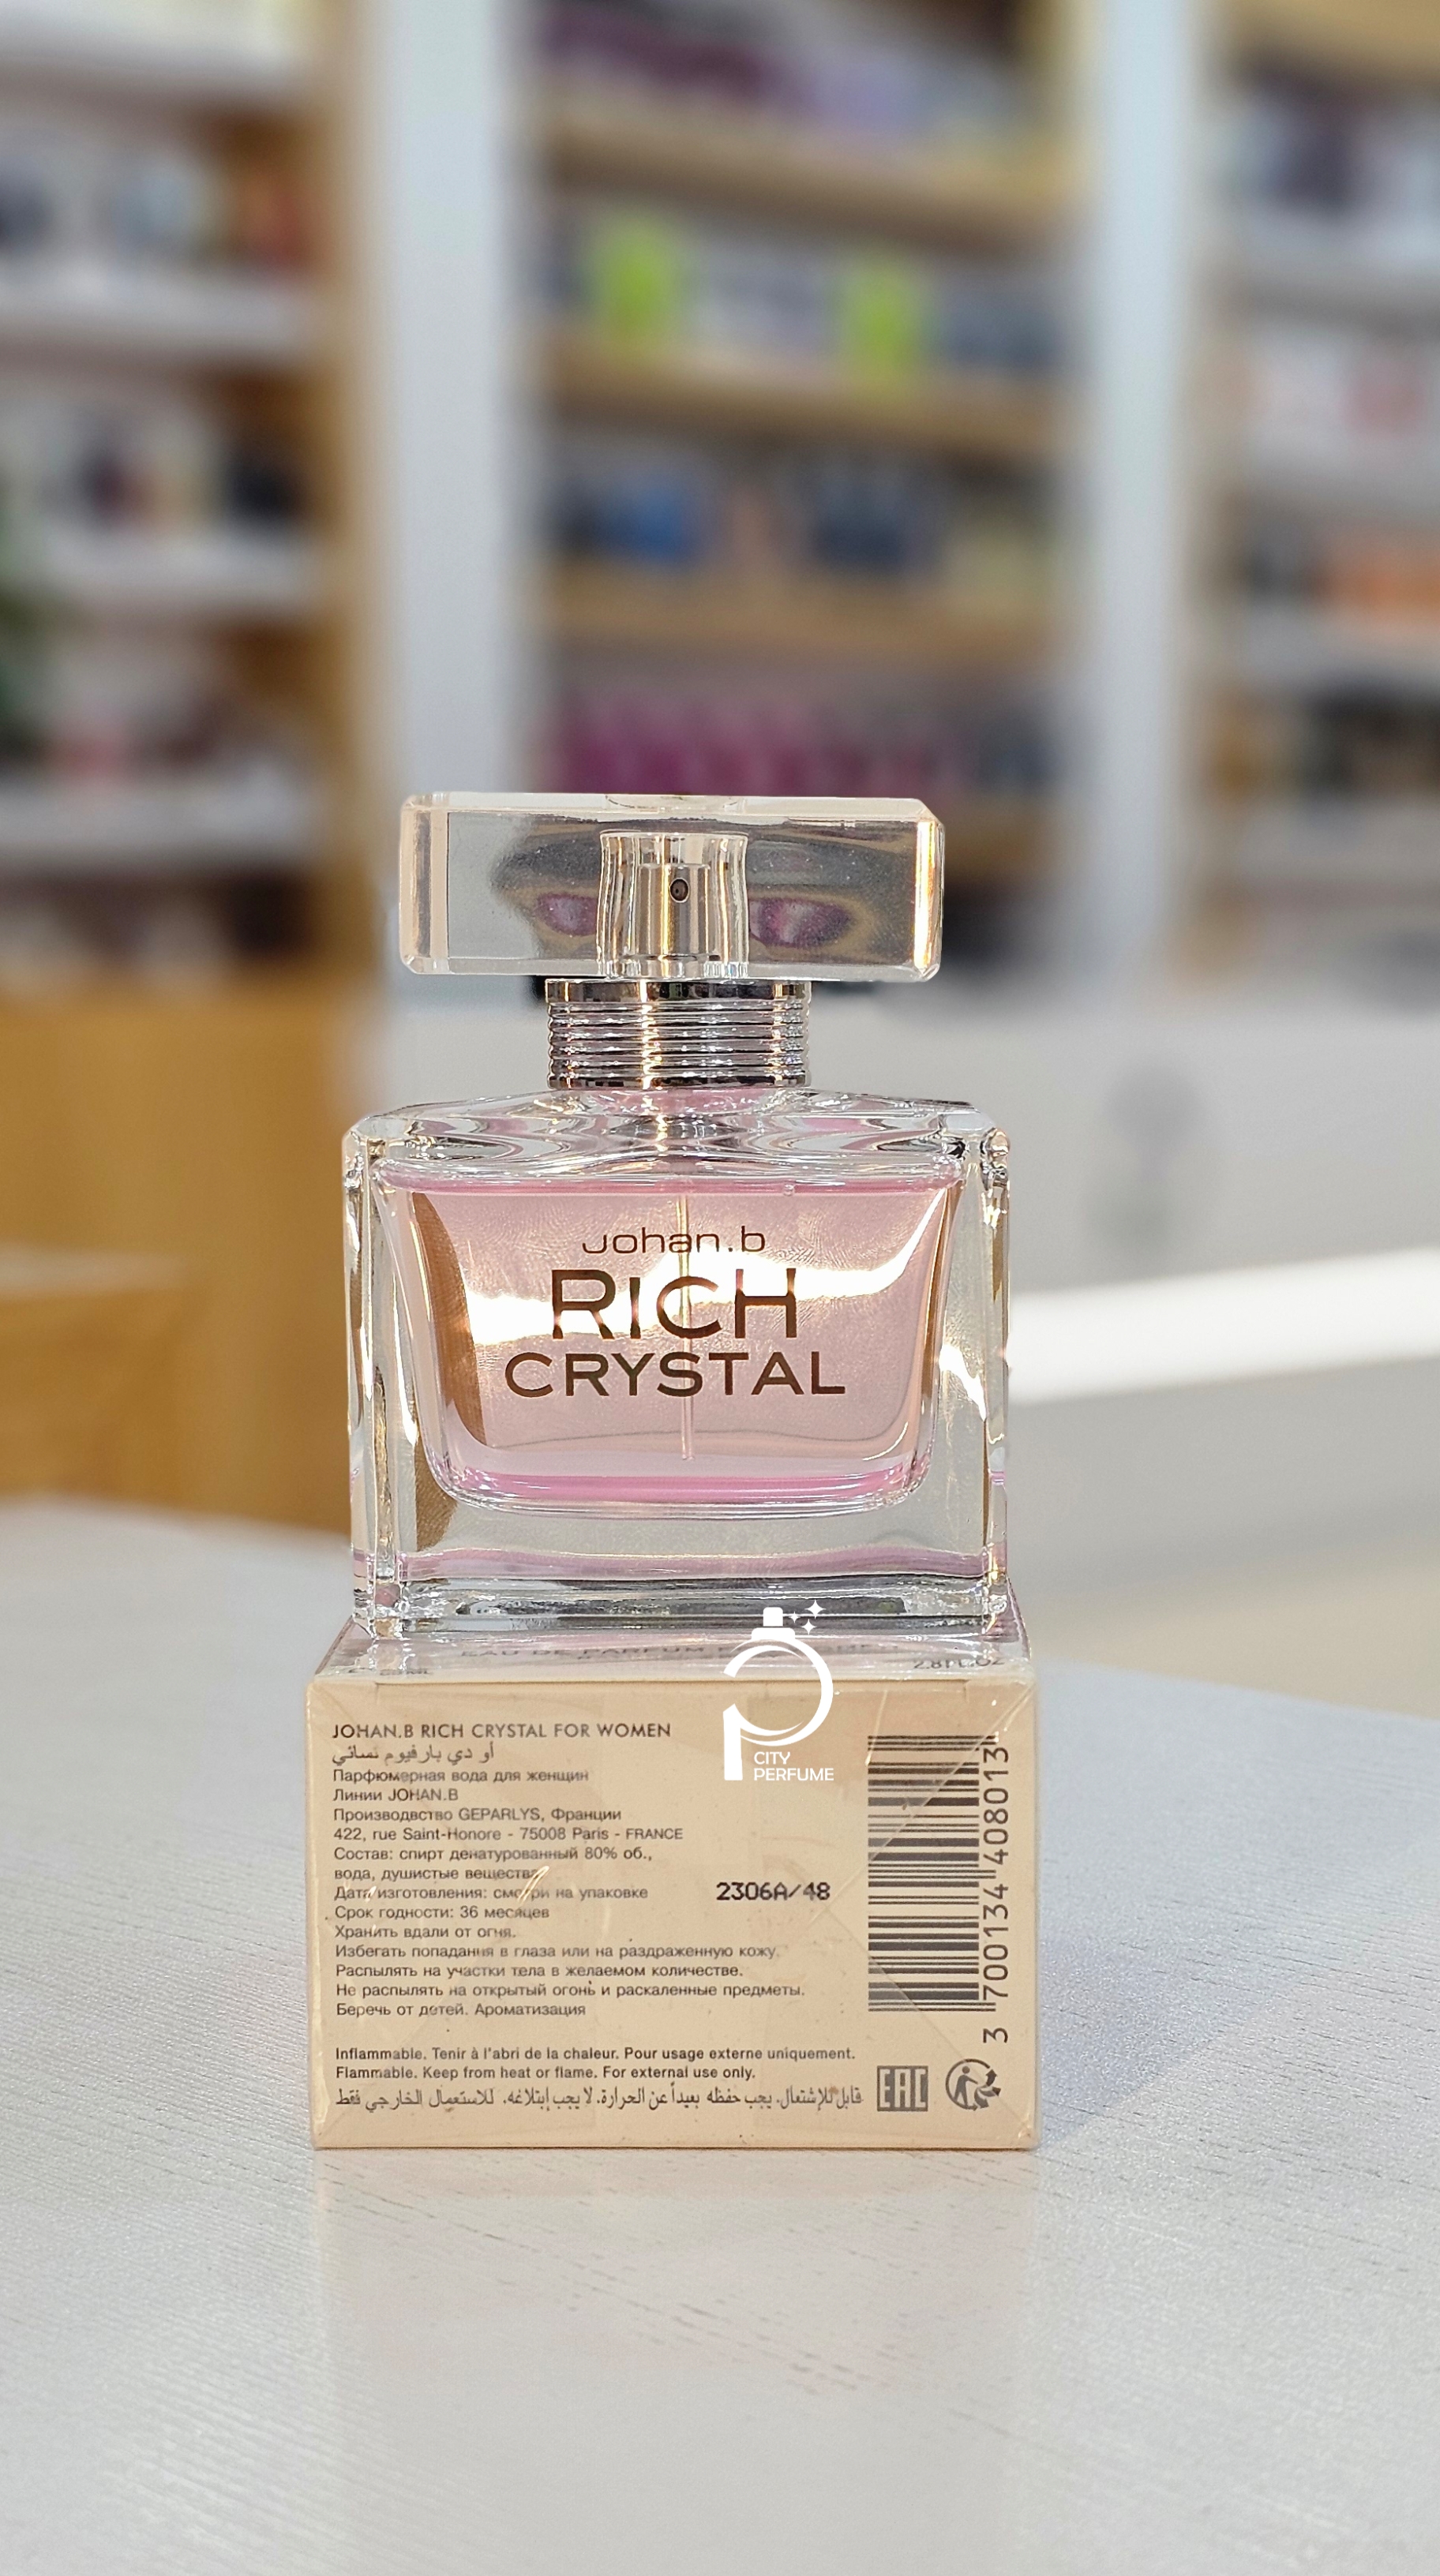 Johan.b
RICH
CRYSTAL
EAU DE PARFUM
2.8FL.OZ
CITY
PERFUME
JOHAN.B RICH CRYSTAL FOR WOMEN
أو دي بارفيوم نسائي
Парфюмерная вода для женщин
Линии JOHAN.B
Производвство GEPARLYS, Франции
422, rue Saint-Honore - 75008 Paris - FRANCE
Состав: спирт денатурованный 80% об.,
вода, душистые вещества
Дата изготовления: смотри на упаковке
2306A/48
Срок годности: 36 месяцев
Хранить вдали от огня.
Избегать попадания в глаза или на раздраженную кожу.
Распылять на участки тела в желаемом количестве.
Не распылять на открытый огонь и раскаленные предметы.
Беречь от детей. Ароматизация
Inflammable. Tenir à l'abri de la chaleur. Pour usage externe uniquement.
Flammable. Keep from heat or flame. For external use only.
قابل للإشتعال. يجب حفظه بعيداً عن الحرارة. لا يجب إبتلاعه. للاستعمال الخارجي فقط
EAC
3 700134 408013